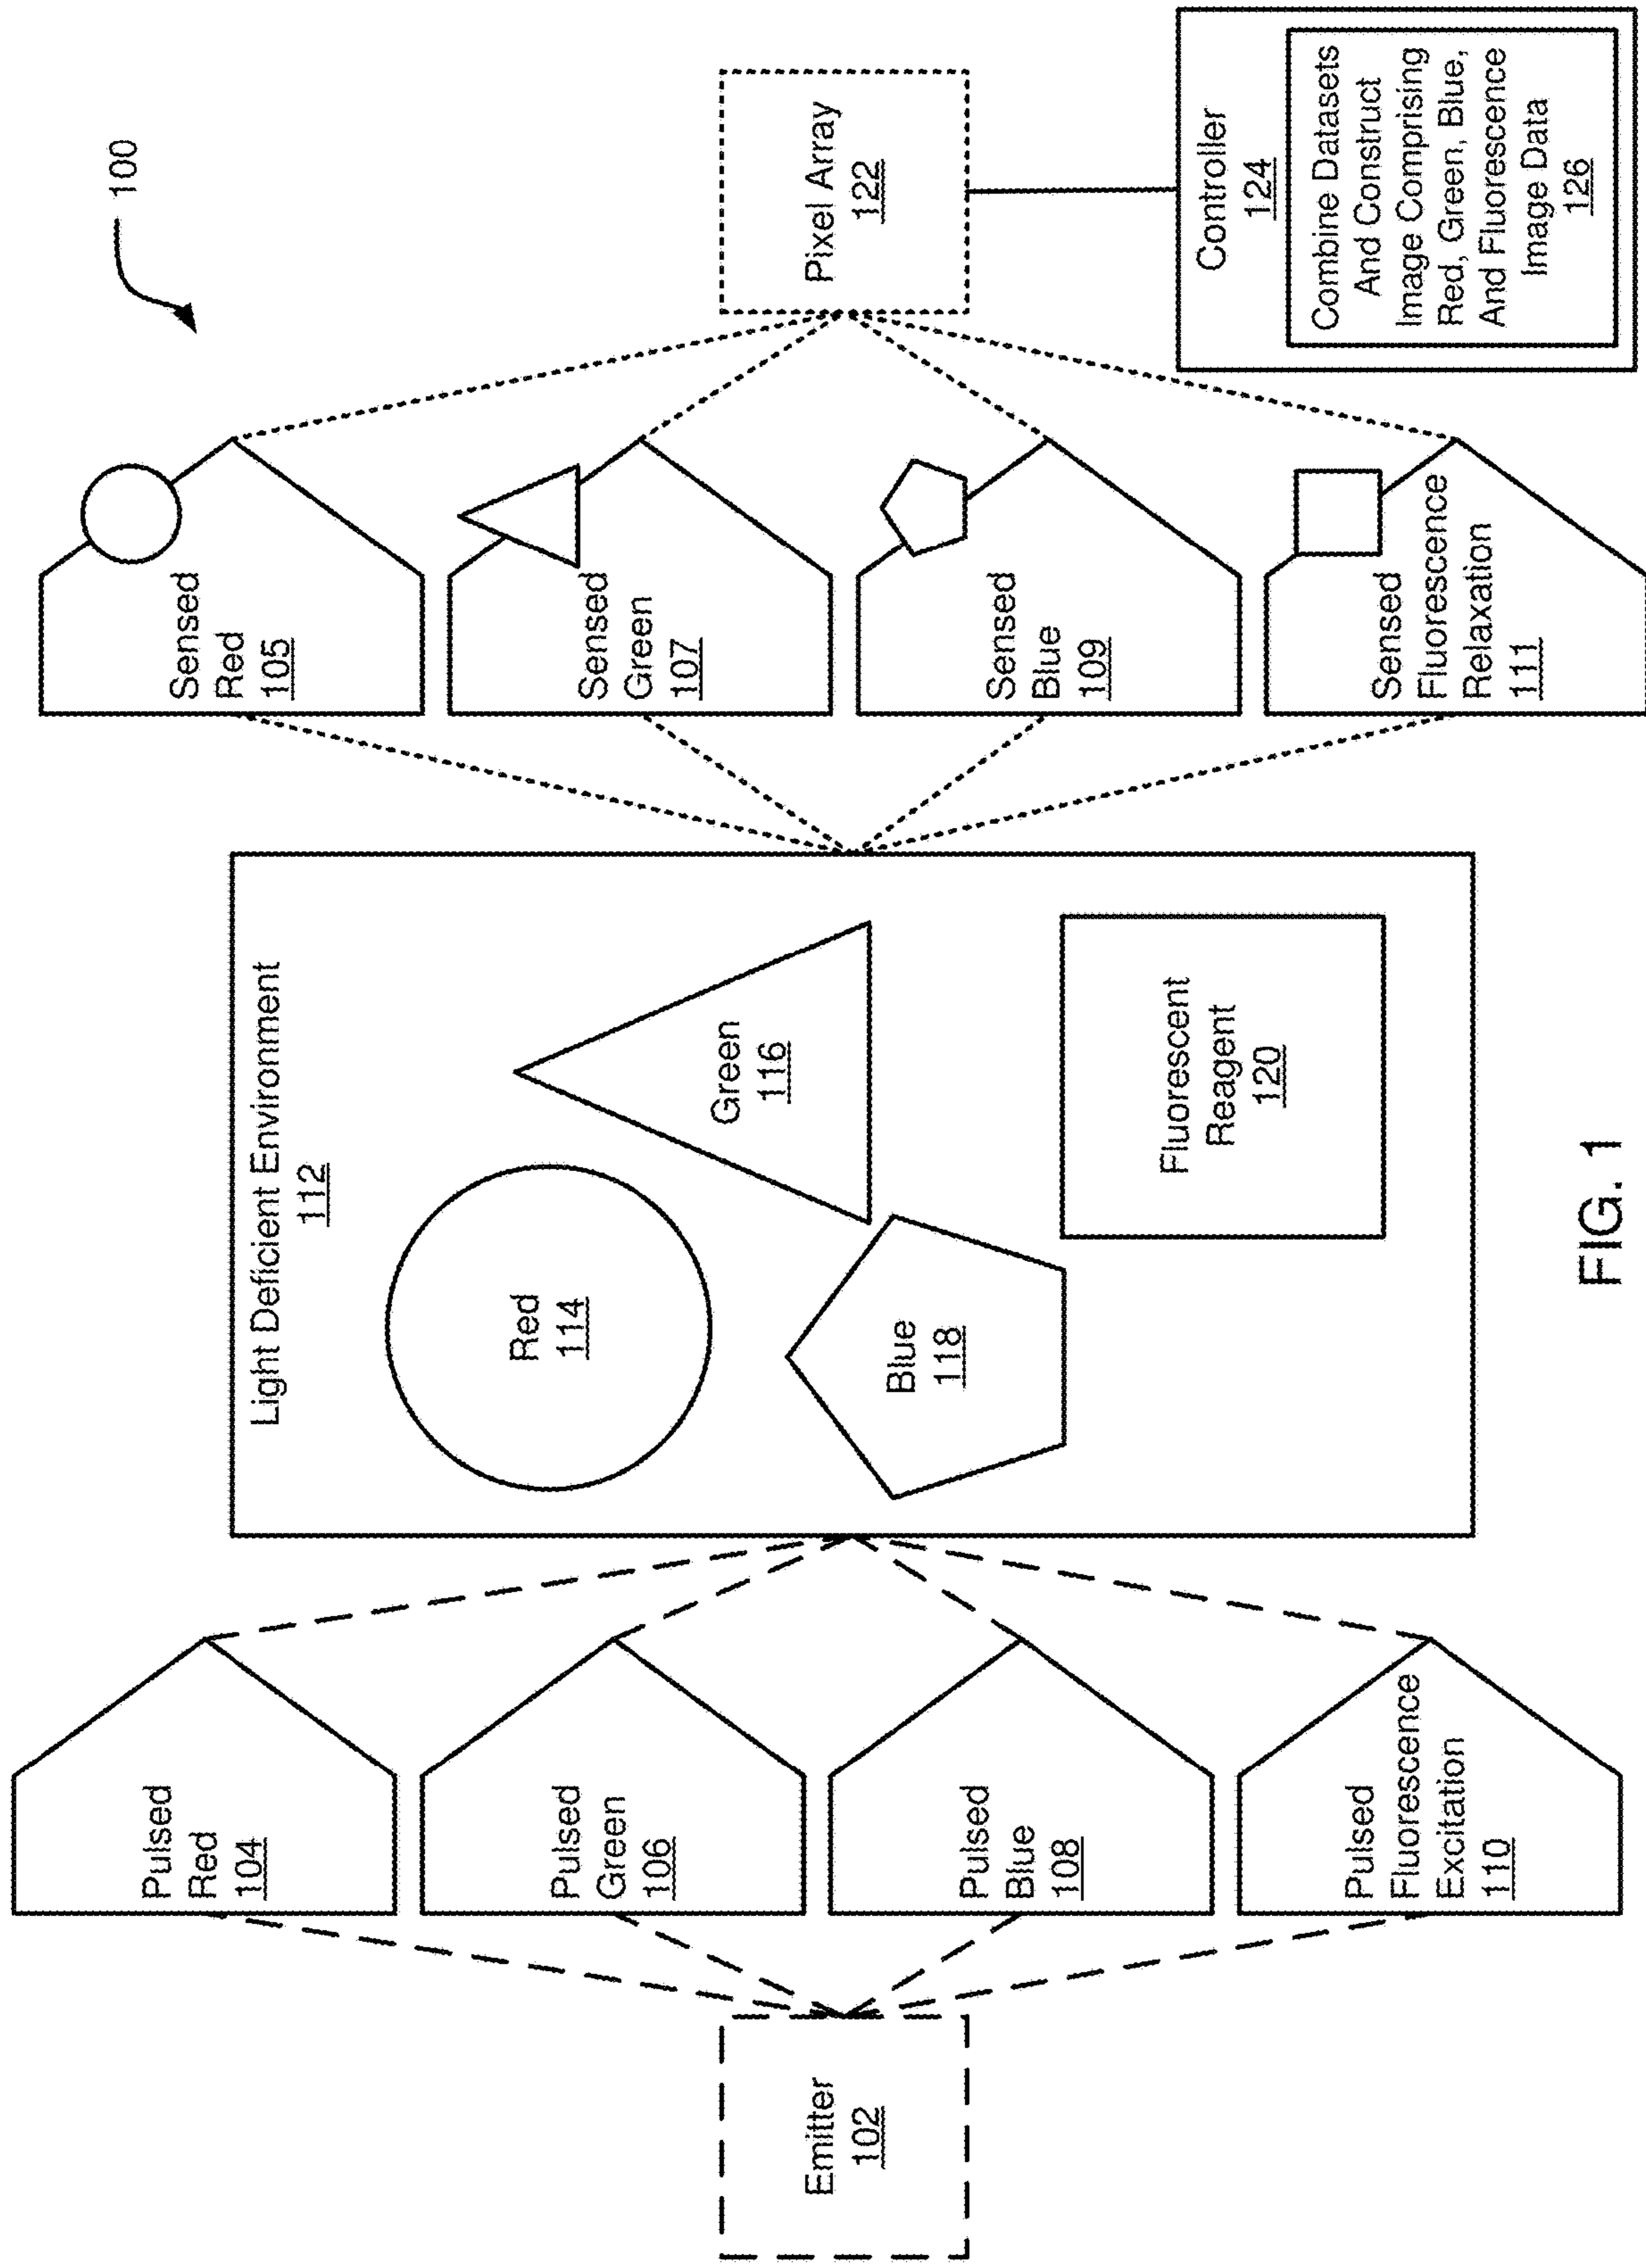 100
Emitter
102
Pulsed
Red
104
Pulsed
Green
106
Pulsed
Blue
108
Pulsed
Fluorescence
Excitation
110
Light Deficient Environment
112
Red
114
Green
116
Blue
118
Fluorescent
Reagent
120
Sensed
Red
105
Sensed
Green
107
Sensed
Blue
109
Sensed
Fluorescence
Relaxation
111
Pixel Array
122
Controller
124
Combine Datasets
And Construct
Image Comprising
Red, Green, Blue,
And Fluorescence
Image Data
126
FIG. 1